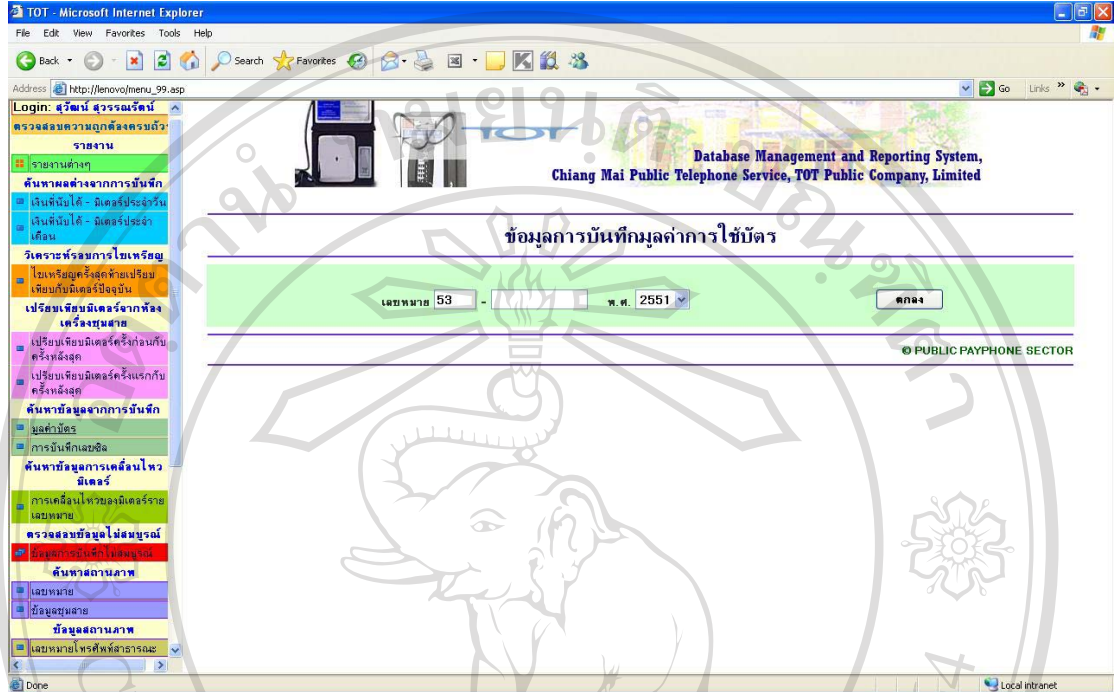 TOT - Microsoft Internet Explorer
File Edit View Favorites Tools Help
Back Search Favorites
Address http://lenovo/menu_99.asp Go Links
Login: สุวัฒน์ สุวรรณรัตน์
ตรวจสอบความถูกต้องครบถ้ว
รายงาน
รายงานต่างๆ
ค้นหาผลต่างจากการบันทึก
เงินที่นับได้ - มิเตอร์ประจำวัน
เงินที่นับได้ - มิเตอร์ประจำ
เดือน
วิเคราะห์รอบการไขเหรียญ
ไขเหรียญครั้งสุดท้ายเปรียบ
เทียบกับมิเตอร์ปัจจุบัน
เปรียบเทียบมิเตอร์จากห้อง
เครื่องชุมสาย
เปรียบเทียบมิเตอร์ครั้งก่อนกับ
ครั้งหลังสุด
เปรียบเทียบมิเตอร์ครั้งแรกกับ
ครั้งหลังสุด
ค้นหาข้อมูลจากการบันทึก
มูลค่าบัตร
การบันทึกเลขซีล
ค้นหาข้อมูลการเคลื่อนไหว
มิเตอร์
การเคลื่อนไหวของมิเตอร์ราย
เลขหมาย
ตรวจสอบข้อมูลไม่สมบูรณ์
ข้อมูลการบันทึกไม่สมบูรณ์
ค้นหาสถานภาพ
เลขหมาย
ข้อมูลชุมสาย
ข้อมูลสถานภาพ
เลขหมายโทรศัพท์สาธารณะ
TOT
Database Management and Reporting System,
Chiang Mai Public Telephone Service, TOT Public Company, Limited
ข้อมูลการบันทึกมูลค่าการใช้บัตร
เลขหมาย 53 - พ.ศ. 2551 ตกลง
© PUBLIC PAYPHONE SECTOR
Done Local intranet